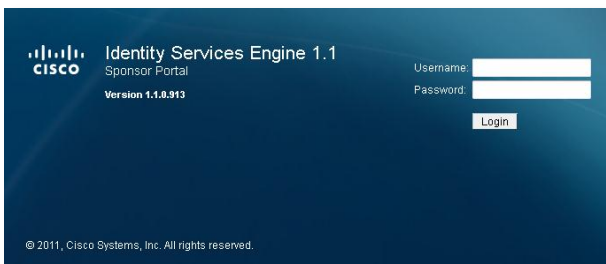 CISCO
Identity Services Engine 1.1
Sponsor Portal
Version 1.1.0.913
Username:
Password:
Login
© 2011, Cisco Systems, Inc. All rights reserved.